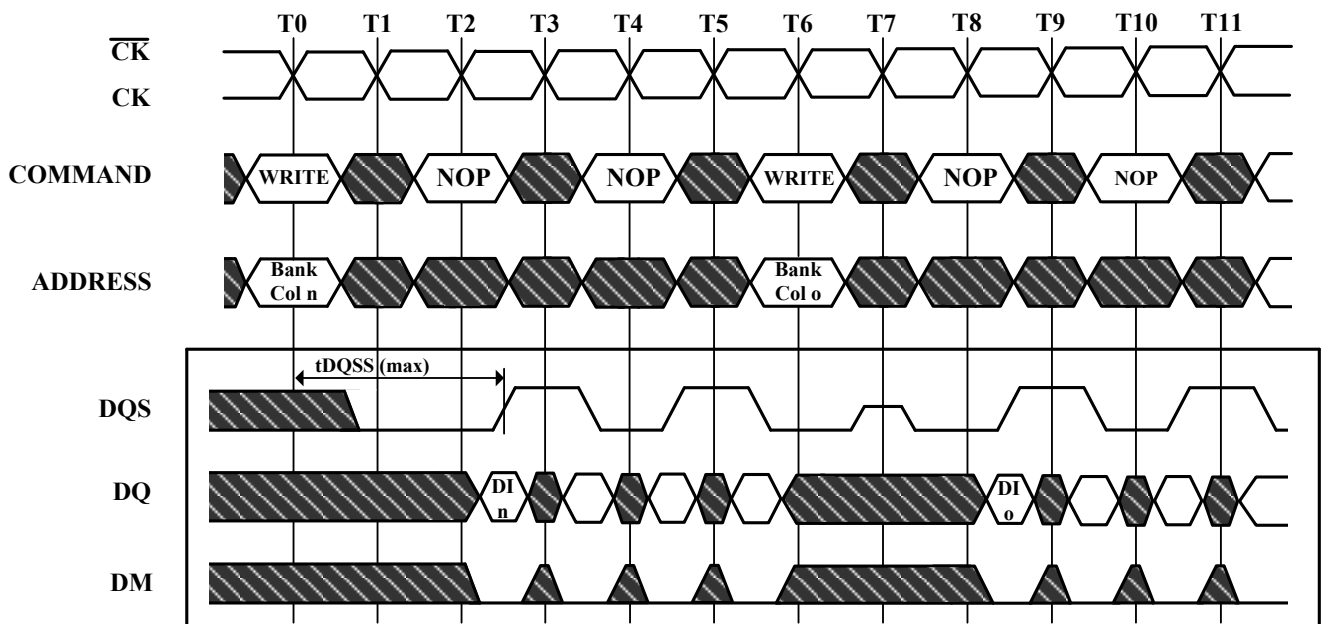 T0 T1 T2 T3 T4 T5 T6 T7 T8 T9 T10 T11
CK
CK
COMMAND WRITE NOP NOP WRITE NOP NOP
ADDRESS Bank Col n Bank Col o
tDQSS (max)
DQS
DQ DI n DI o
DM